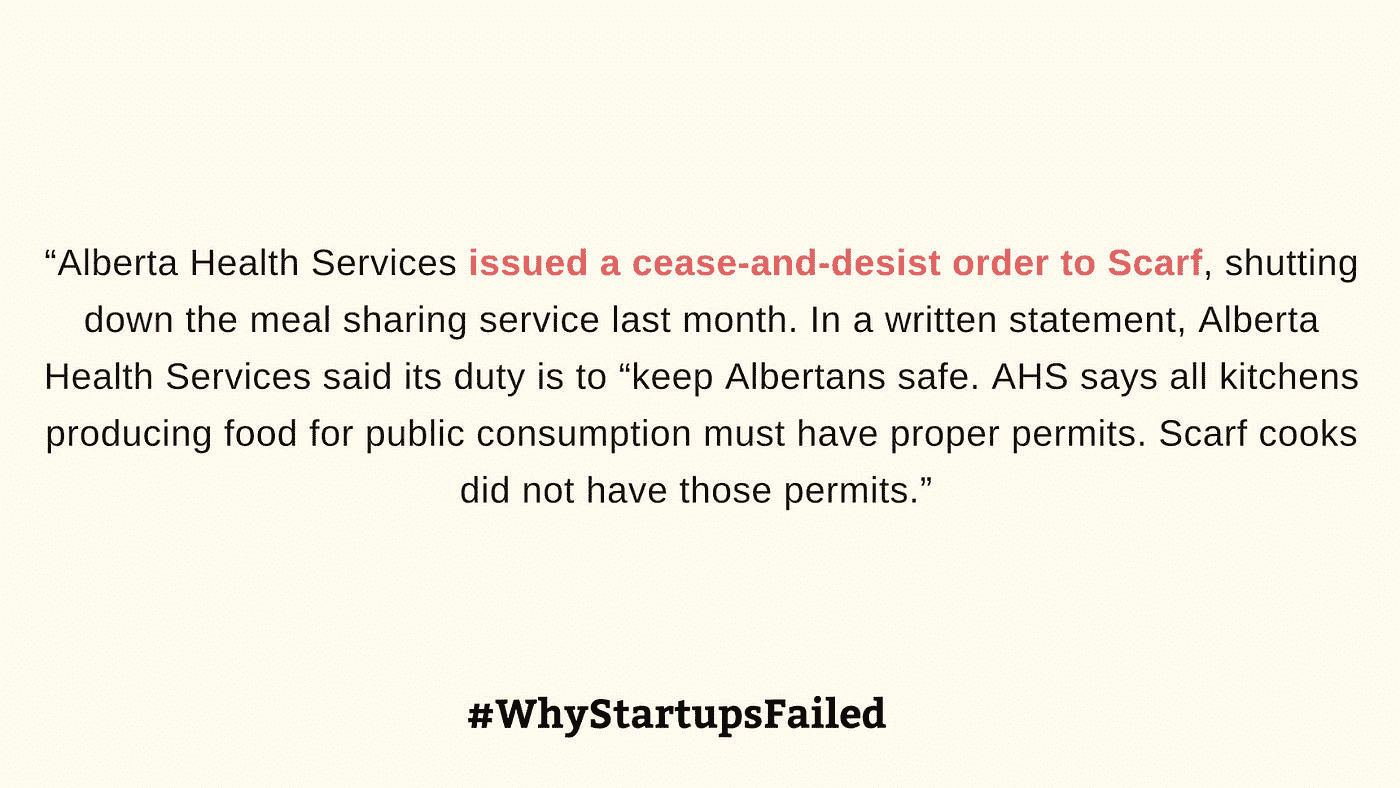 “Alberta Health Services issued a cease-and-desist order to Scarf, shutting
down the meal sharing service last month. In a written statement, Alberta
Health Services said its duty is to “keep Albertans safe. AHS says all kitchens
producing food for public consumption must have proper permits. Scarf cooks
did not have those permits.”
#WhyStartupsFailed